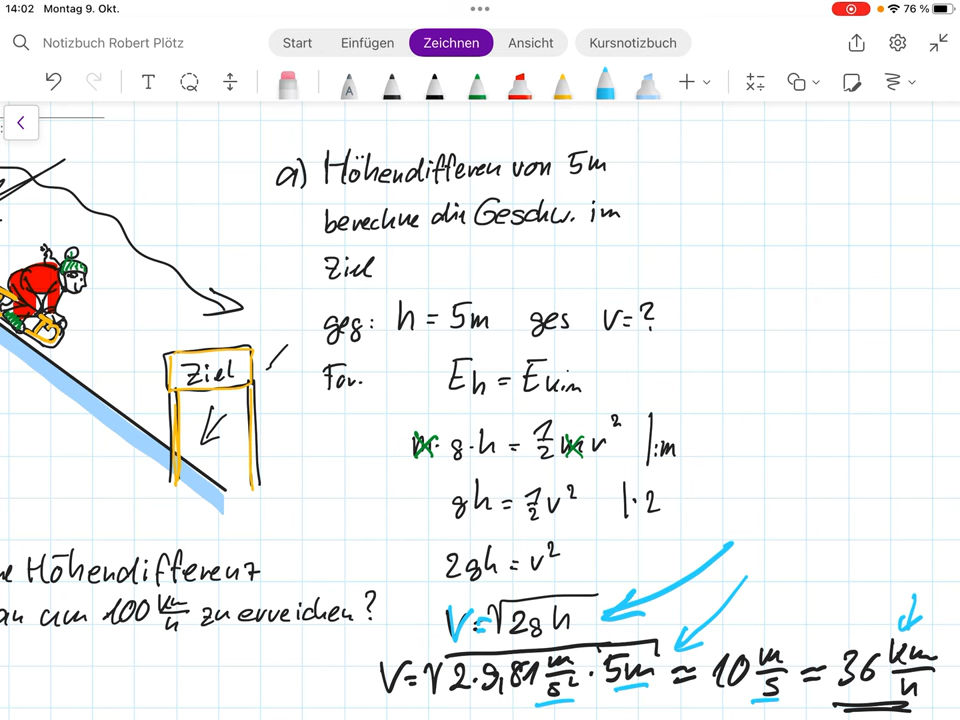 14:02 Montag 9. Okt.
76 %
Notizbuch Robert Plötz
Start Einfügen Zeichnen Ansicht Kursnotizbuch
a) Höhendifferen von 5m
berechne die Geschw. im
Ziel
geg: h = 5m ges v = ?
For. Eh = Ekin
m · g · h = 1/2 m v² |:m
gh = 1/2 v² | · 2
2gh = v²
v = √2gh
v = √2 · 9,81 m/s² · 5m ≈ 10 m/s ≈ 36 km/h
Ziel
Höhendifferenz
um 100 km/h zu erreichen?